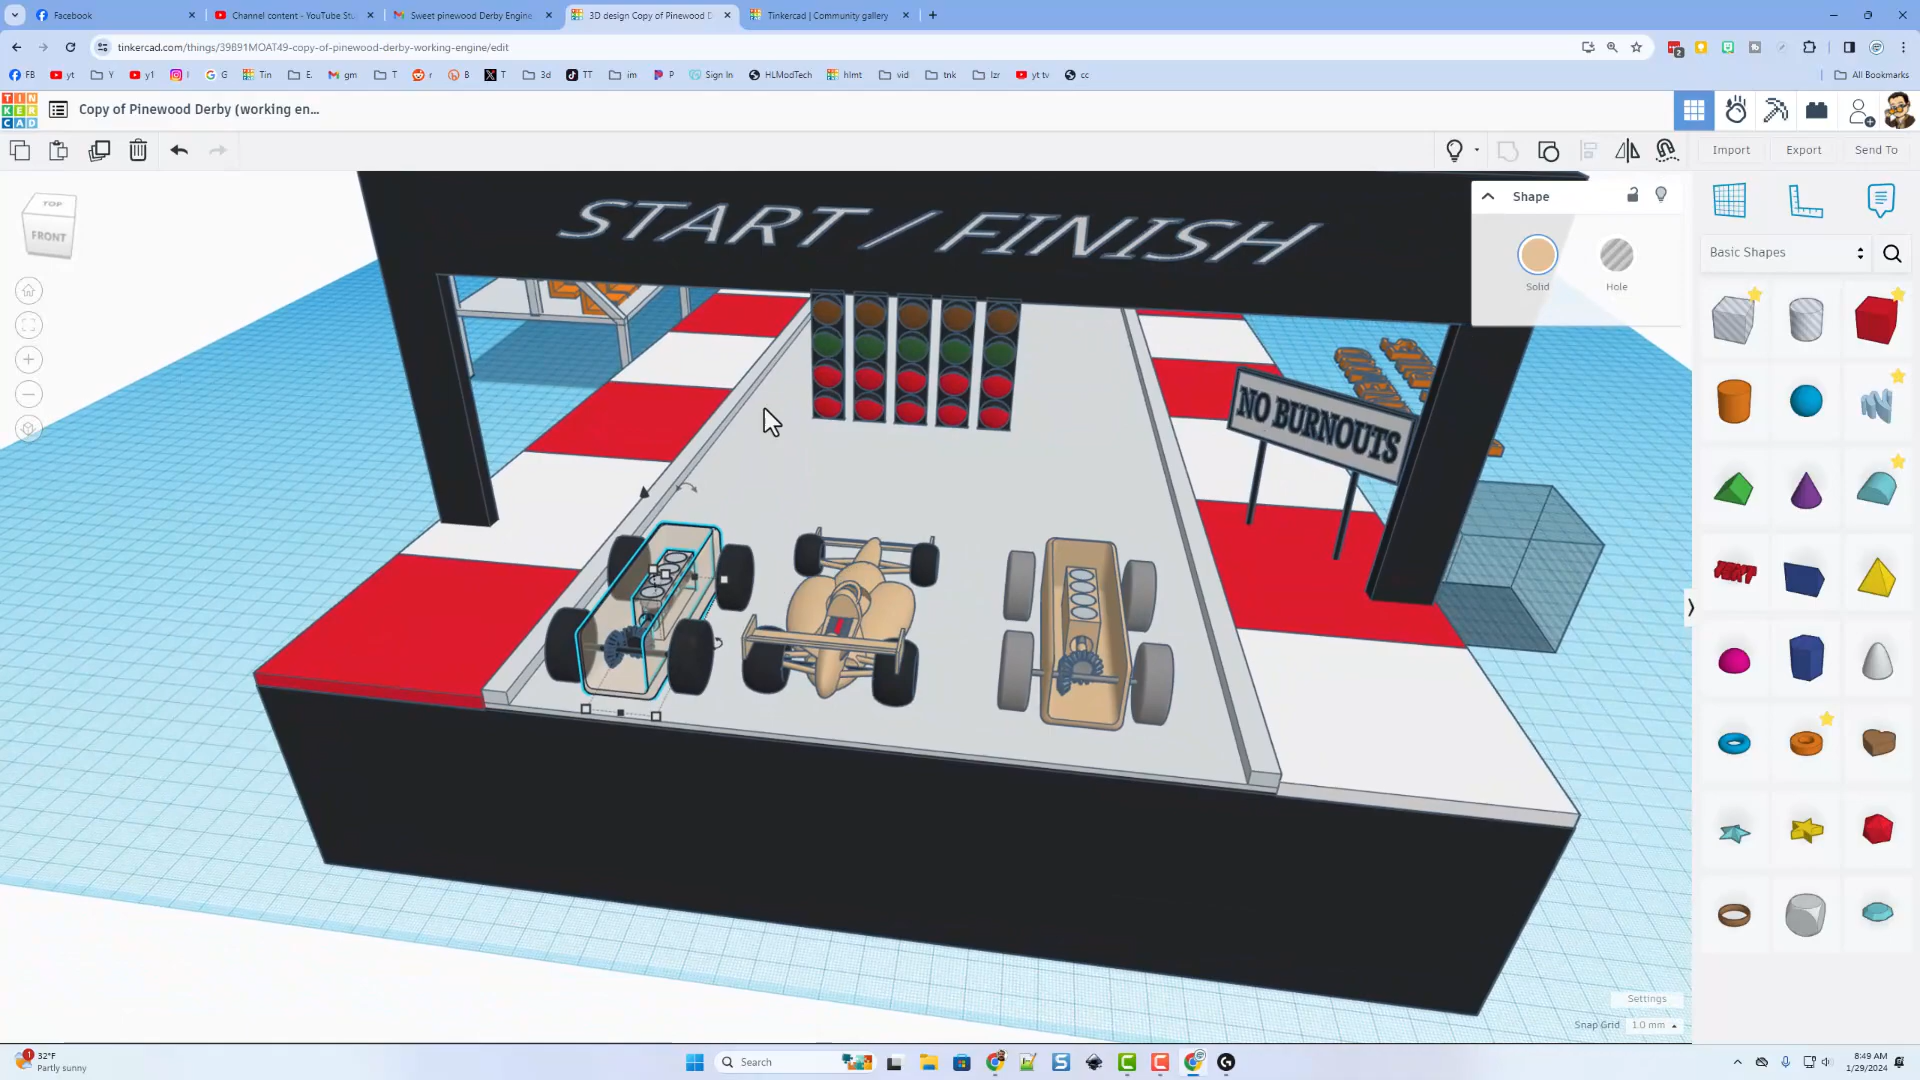 Facebook
Channel content - YouTube Stu
Sweet pinewood Derby Engine
3D design Copy of Pinewood D
Tinkercad | Community gallery
tinkercad.com/things/39B91MOAT49-copy-of-pinewood-derby-working-engine/edit
FB
yt
Y
y1
I
G
Tin
E.
gm
T
r
B
T
3d
TT
im
P
Sign In
HLModTech
hlmt
vid
tnk
lzr
yt tv
cc
All Bookmarks
TIN
KER
CAD
Copy of Pinewood Derby (working en...
Import
Export
Send To
TOP
FRONT
START / FINISH
NO BURNOUTS
Shape
Solid
Hole
Basic Shapes
TEXT
Settings
Snap Grid
1.0 mm
1
32°F
Partly sunny
Search
8:49 AM
1/29/2024